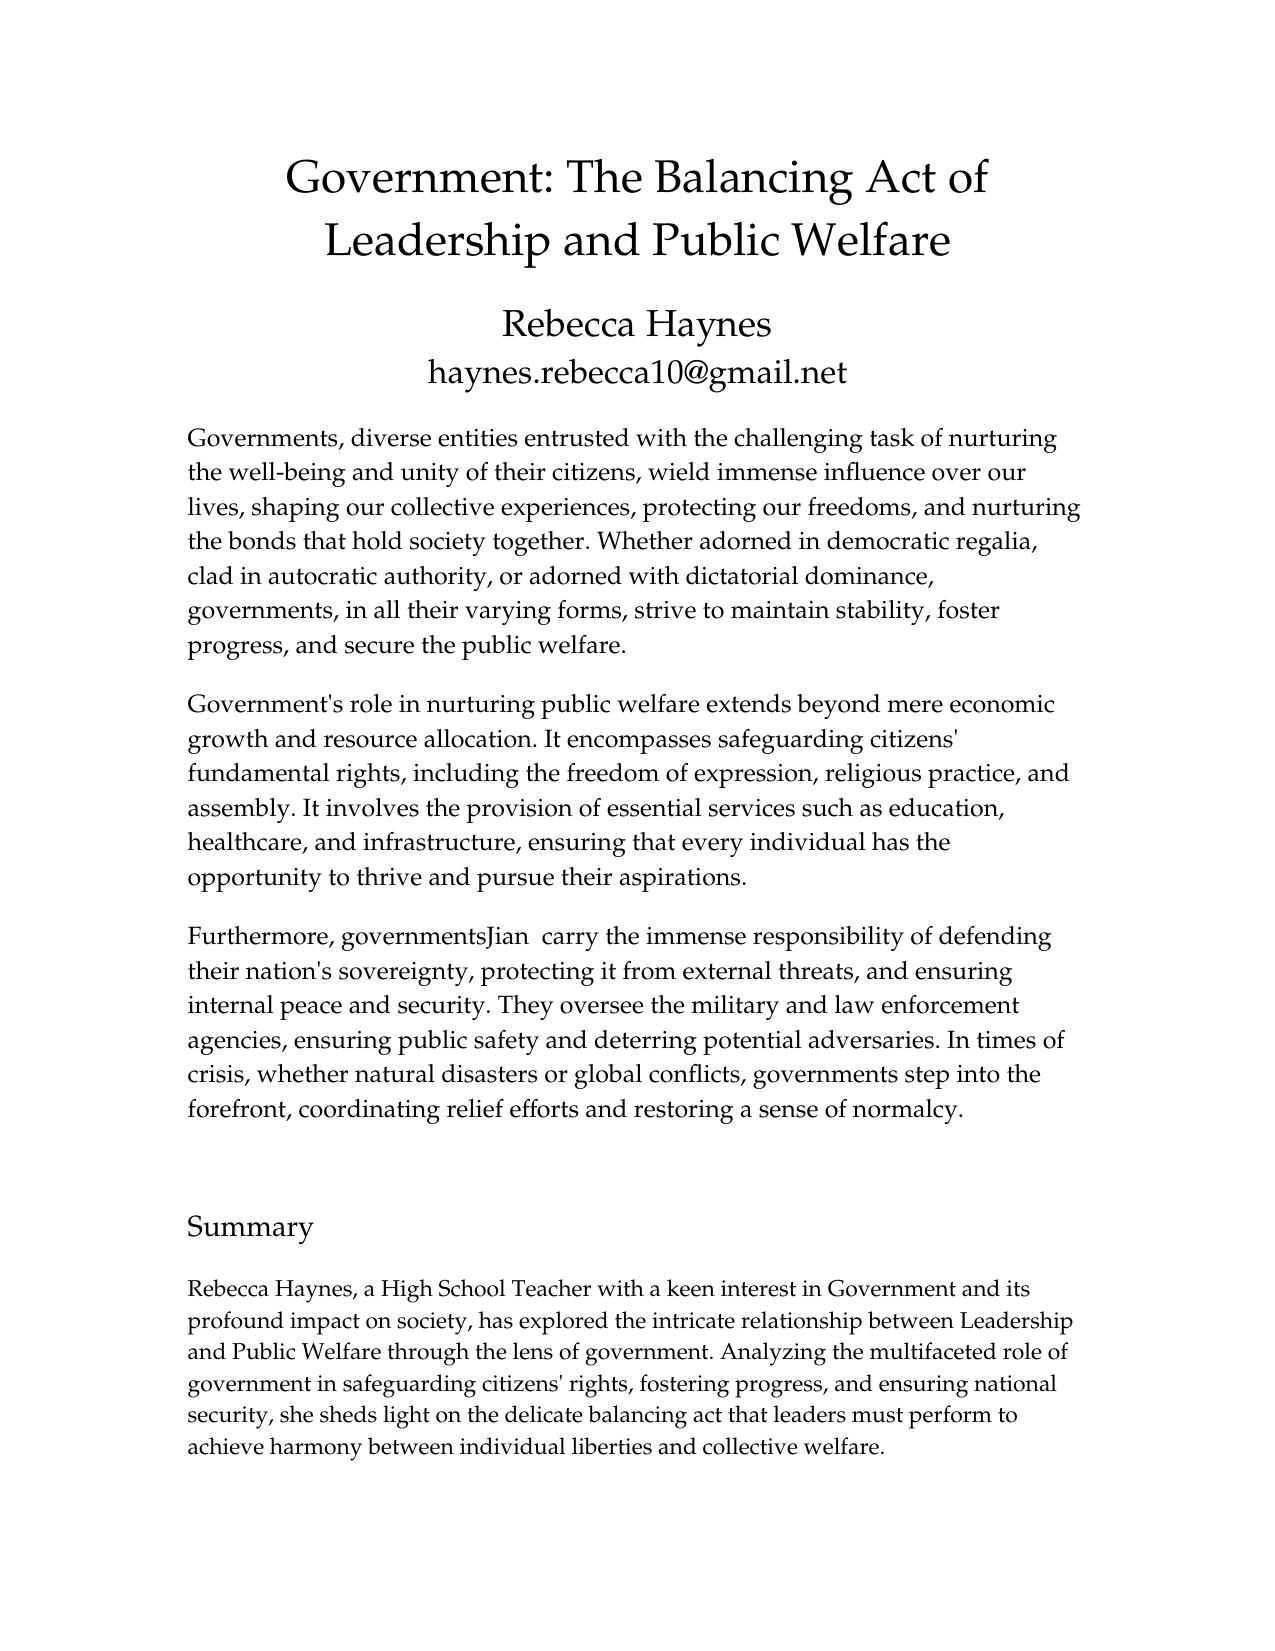 Government: The Balancing Act of
Leadership and Public Welfare
Rebecca Haynes
haynes.rebecca10@gmail.net
Governments, diverse entities entrusted with the challenging task of nurturing
the well-being and unity of their citizens, wield immense influence over our
lives, shaping our collective experiences, protecting our freedoms, and nurturing
the bonds that hold society together. Whether adorned in democratic regalia,
clad in autocratic authority, or adorned with dictatorial dominance,
governments, in all their varying forms, strive to maintain stability, foster
progress, and secure the public welfare.
Government's role in nurturing public welfare extends beyond mere economic
growth and resource allocation. It encompasses safeguarding citizens'
fundamental rights, including the freedom of expression, religious practice, and
assembly. It involves the provision of essential services such as education,
healthcare, and infrastructure, ensuring that every individual has the
opportunity to thrive and pursue their aspirations.
Furthermore, governmentsJian  carry the immense responsibility of defending
their nation's sovereignty, protecting it from external threats, and ensuring
internal peace and security. They oversee the military and law enforcement
agencies, ensuring public safety and deterring potential adversaries. In times of
crisis, whether natural disasters or global conflicts, governments step into the
forefront, coordinating relief efforts and restoring a sense of normalcy.
Summary
Rebecca Haynes, a High School Teacher with a keen interest in Government and its
profound impact on society, has explored the intricate relationship between Leadership
and Public Welfare through the lens of government. Analyzing the multifaceted role of
government in safeguarding citizens' rights, fostering progress, and ensuring national
security, she sheds light on the delicate balancing act that leaders must perform to
achieve harmony between individual liberties and collective welfare.